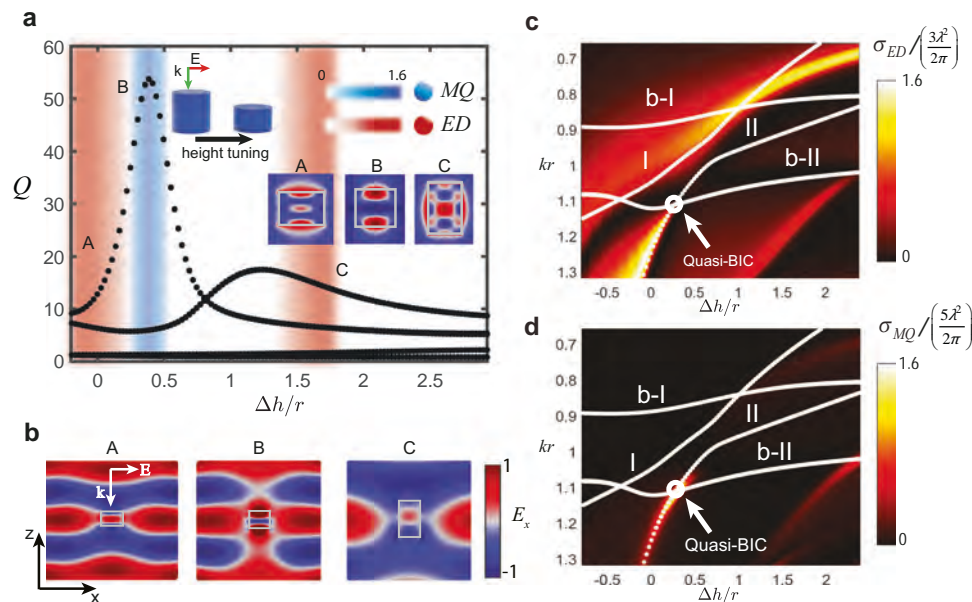 a
60
50
40
30
20
10
0
Q
0
0.5
1
1.5
2
2.5
Δh/r
A
B
C
k
E
height tuning
0
1.6
MQ
ED
A
B
C
b
A
B
C
E
k
z
x
1
-1
E_x
c
0.7
0.8
0.9
1
1.1
1.2
1.3
kr
-0.5
0
0.5
1
1.5
2
Δh/r
b-I
I
II
b-II
Quasi-BIC
σ_ED/(3λ²/2π)
1.6
0
d
0.7
0.8
0.9
1
1.1
1.2
1.3
kr
-0.5
0
0.5
1
1.5
2
Δh/r
b-I
I
II
b-II
Quasi-BIC
σ_MQ/(5λ²/2π)
1.6
0